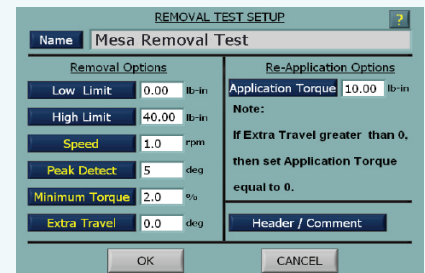 REMOVAL TEST SETUP
?
Name Mesa Removal Test
Removal Options
Low Limit 0.00 lb-in
High Limit 40.00 lb-in
Speed 1.0 rpm
Peak Detect 5 deg
Minimum Torque 2.0 %
Extra Travel 0.0 deg
Re-Application Options
Application Torque 10.00 lb-in
Note:
If Extra Travel greater than 0,
then set Application Torque
equal to 0.
Header / Comment
OK
CANCEL